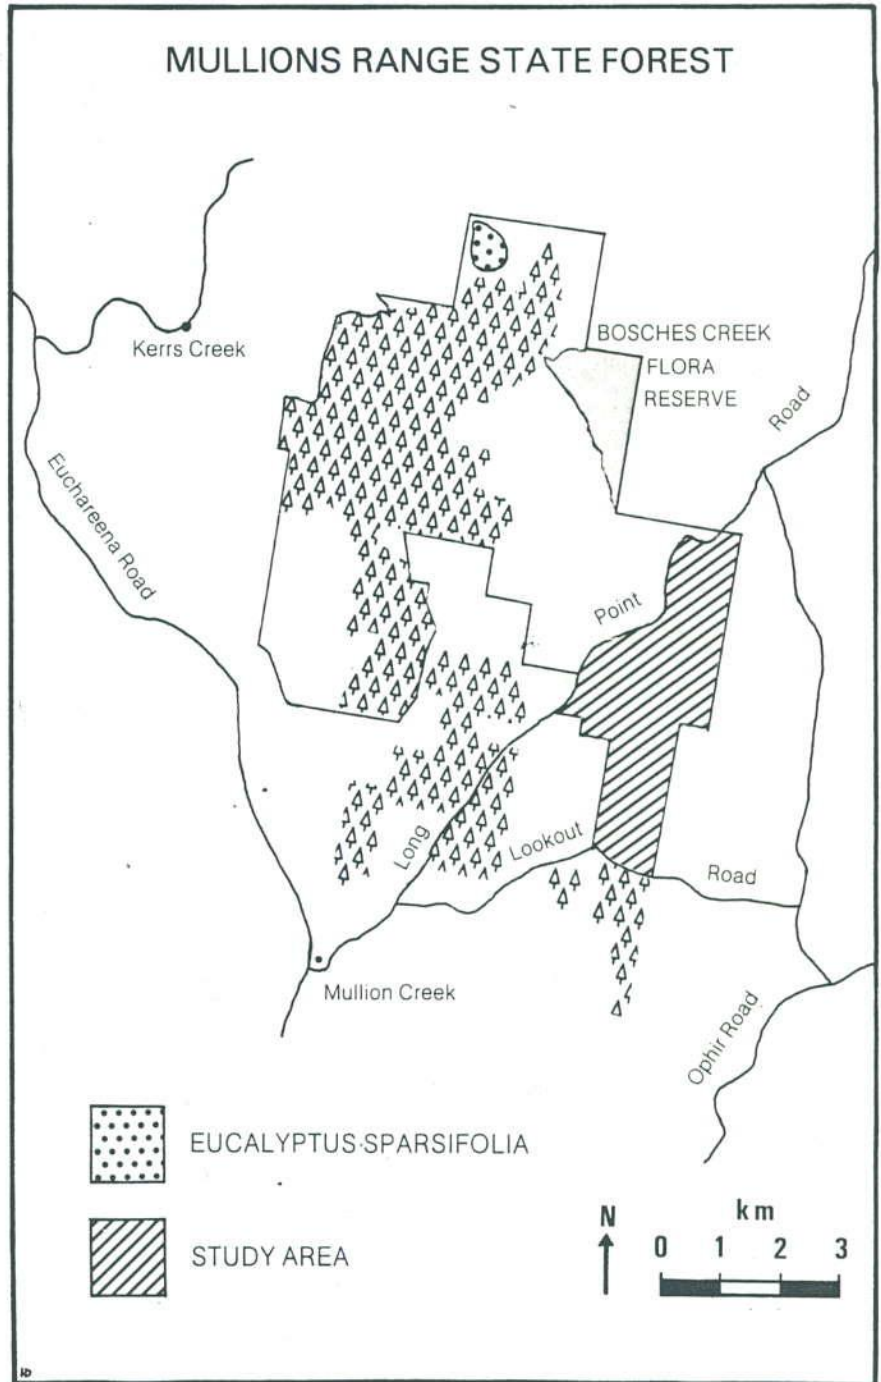 MULLIONS RANGE STATE FOREST
Kerrs Creek
BOSCHES CREEK
FLORA
RESERVE
Road
Euchareena Road
Point
Long
Lookout
Road
Mullion Creek
Ophir Road
EUCALYPTUS·SPARSIFOLIA
STUDY AREA
N
km
0 1 2 3